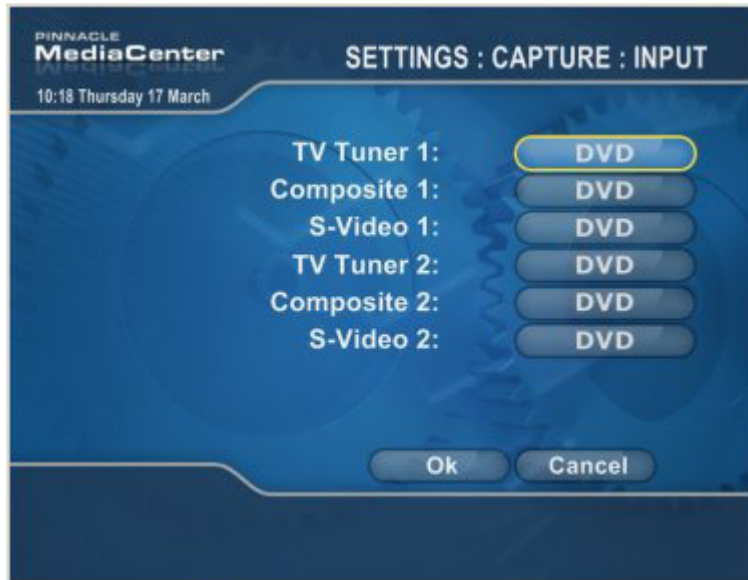 PINNACLE
MediaCenter
SETTINGS : CAPTURE : INPUT
10:18 Thursday 17 March
TV Tuner 1: DVD
Composite 1: DVD
S-Video 1: DVD
TV Tuner 2: DVD
Composite 2: DVD
S-Video 2: DVD
Ok Cancel